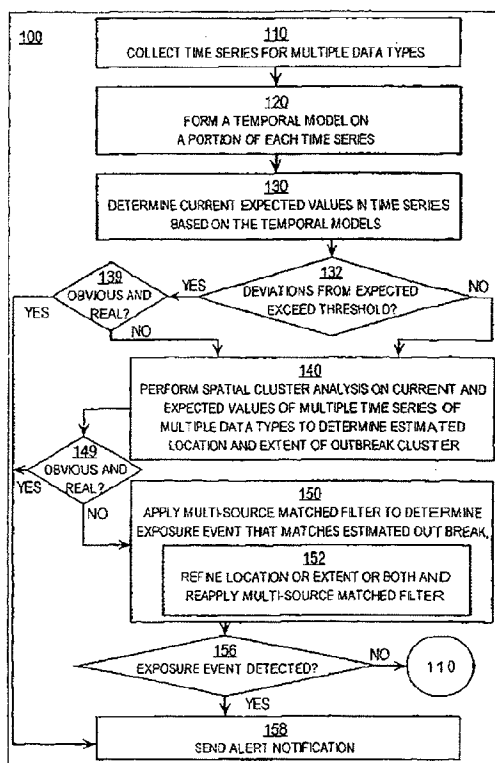 100
110
COLLECT TIME SERIES FOR MULTIPLE DATA TYPES
120
FORM A TEMPORAL MODEL ON
A PORTION OF EACH TIME SERIES
130
DETERMINE CURRENT EXPECTED VALUES IN TIME SERIES
BASED ON THE TEMPORAL MODELS
132
DEVIATIONS FROM EXPECTED
EXCEED THRESHOLD?
YES
NO
139
OBVIOUS AND
REAL?
YES
NO
140
PERFORM SPATIAL CLUSTER ANALYSIS ON CURRENT AND
EXPECTED VALUES OF MULTIPLE TIME SERIES OF
MULTIPLE DATA TYPES TO DETERMINE ESTIMATED
LOCATION AND EXTENT OF OUTBREAK CLUSTER
149
OBVIOUS AND
REAL?
YES
NO
150
APPLY MULTI-SOURCE MATCHED FILTER TO DETERMINE
EXPOSURE EVENT THAT MATCHES ESTIMATED OUT BREAK.
152
REFINE LOCATION OR EXTENT OR BOTH AND
REAPPLY MULTI-SOURCE MATCHED FILTER
156
EXPOSURE EVENT DETECTED?
NO
110
YES
158
SEND ALERT NOTIFICATION